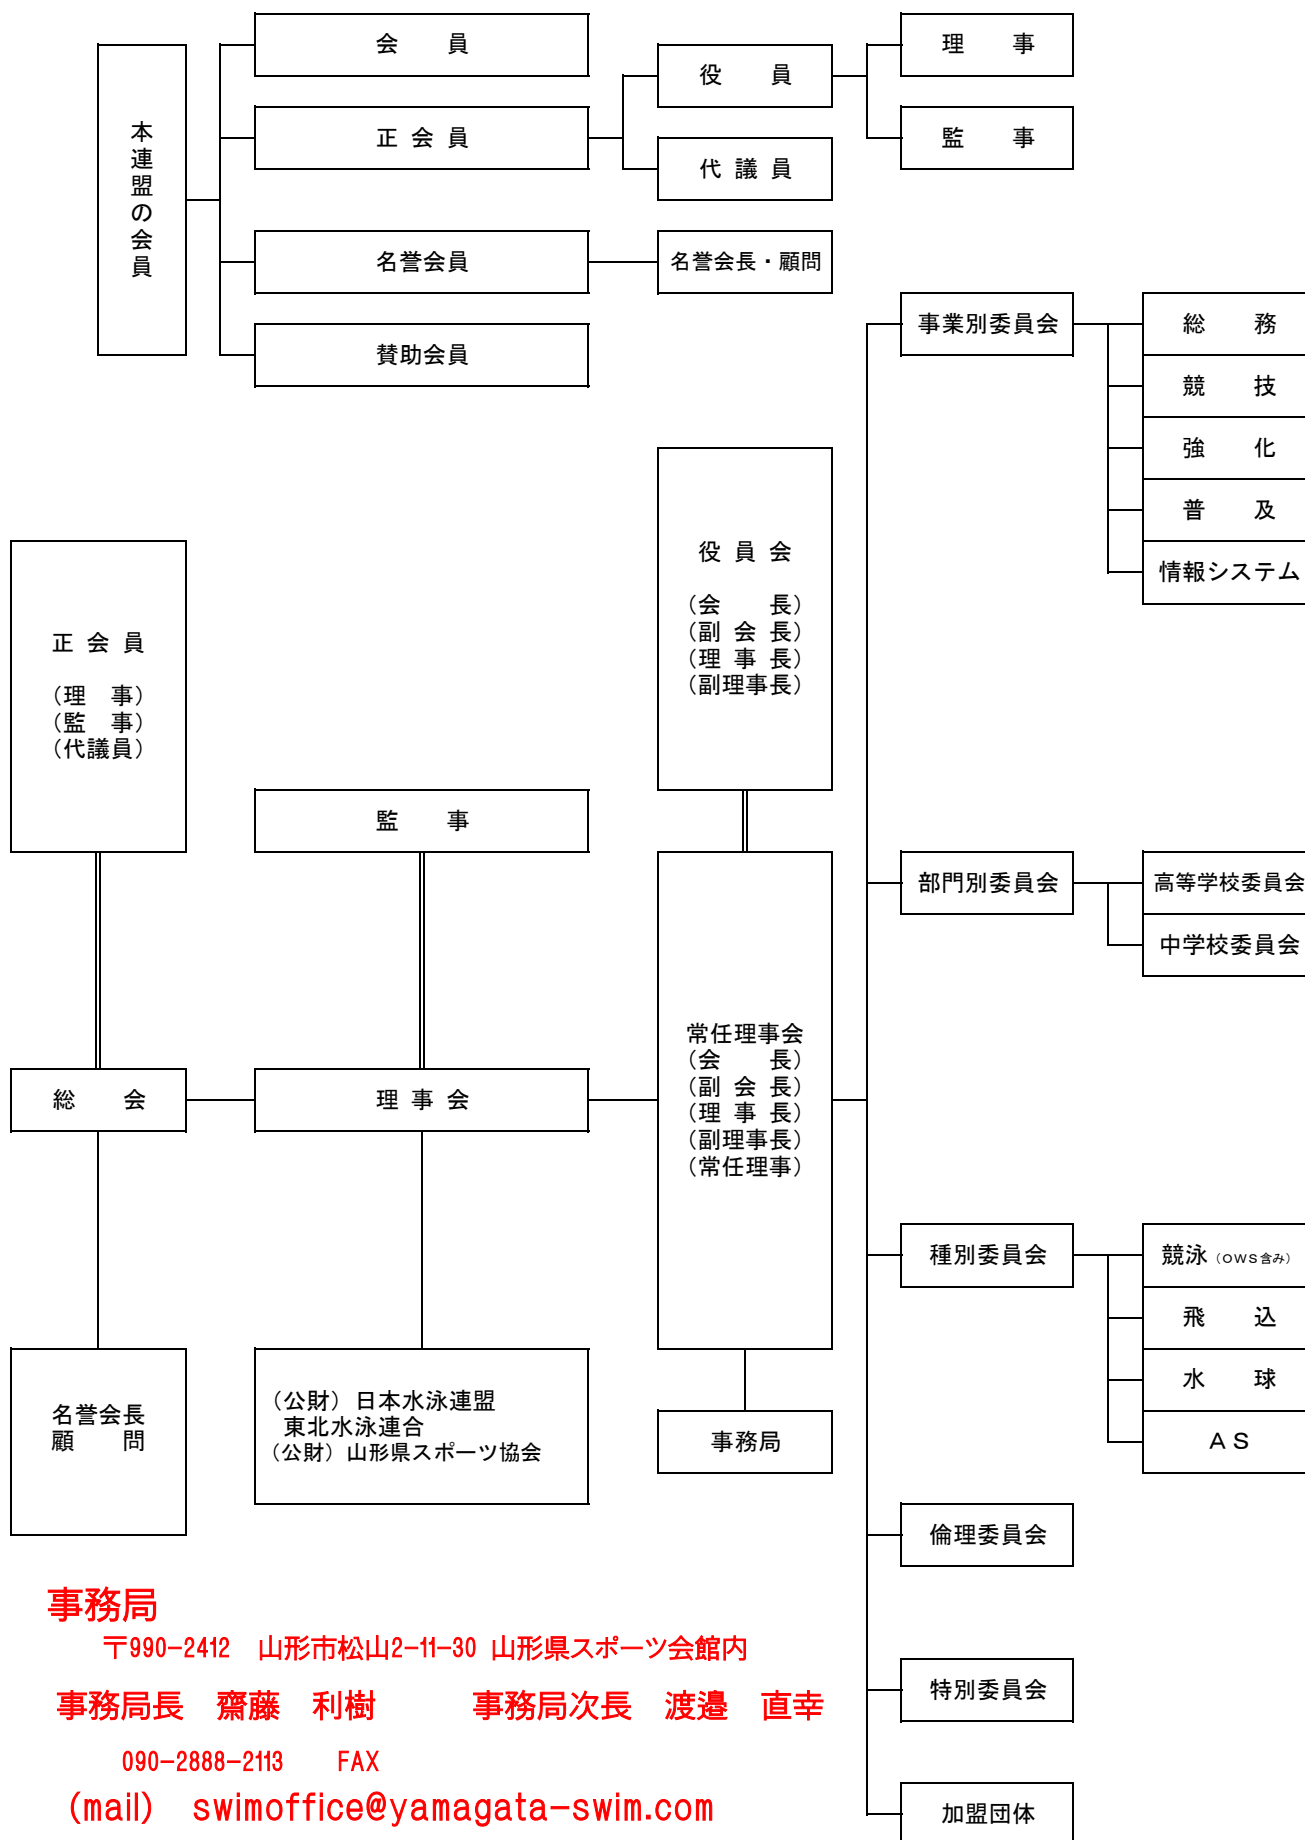 本連盟の会員
会　　員
正 会 員
名誉会員
賛助会員
役　　員
代 議 員
名誉会長・顧問
理　　事
監　　事
事業別委員会
総　　務
競　　技
強　　化
普　　及
情報システム
役 員 会
（会　　長）
（副 会 長）
（理 事 長）
（副理事長）
正 会 員
（理　事）
（監　事）
（代議員）
監　　事
部門別委員会
高等学校委員会
中学校委員会
総　　会
理 事 会
常任理事会
（会　　長）
（副 会 長）
（理 事 長）
（副理事長）
（常任理事）
種別委員会
競泳（OWS含み）
飛　　込
水　　球
A S
名誉会長
顧　　問
（公財）日本水泳連盟
東北水泳連合
（公財）山形県スポーツ協会
事務局
倫理委員会
特別委員会
加盟団体
事務局
〒990-2412　山形市松山2-11-30 山形県スポーツ会館内
事務局長　齋藤　利樹　　　事務局次長　渡邉　直幸
090-2888-2113　　FAX
(mail)　swimoffice@yamagata-swim.com